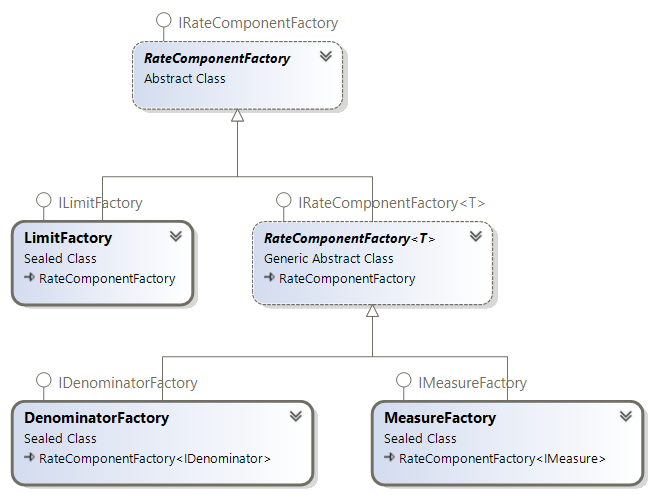 IRateComponentFactory
RateComponentFactory
Abstract Class
ILimitFactory
IRateComponentFactory<T>
LimitFactory
Sealed Class
RateComponentFactory
RateComponentFactory<T>
Generic Abstract Class
RateComponentFactory
IDenominatorFactory
IMeasureFactory
DenominatorFactory
Sealed Class
RateComponentFactory<IDenominator>
MeasureFactory
Sealed Class
RateComponentFactory<IMeasure>